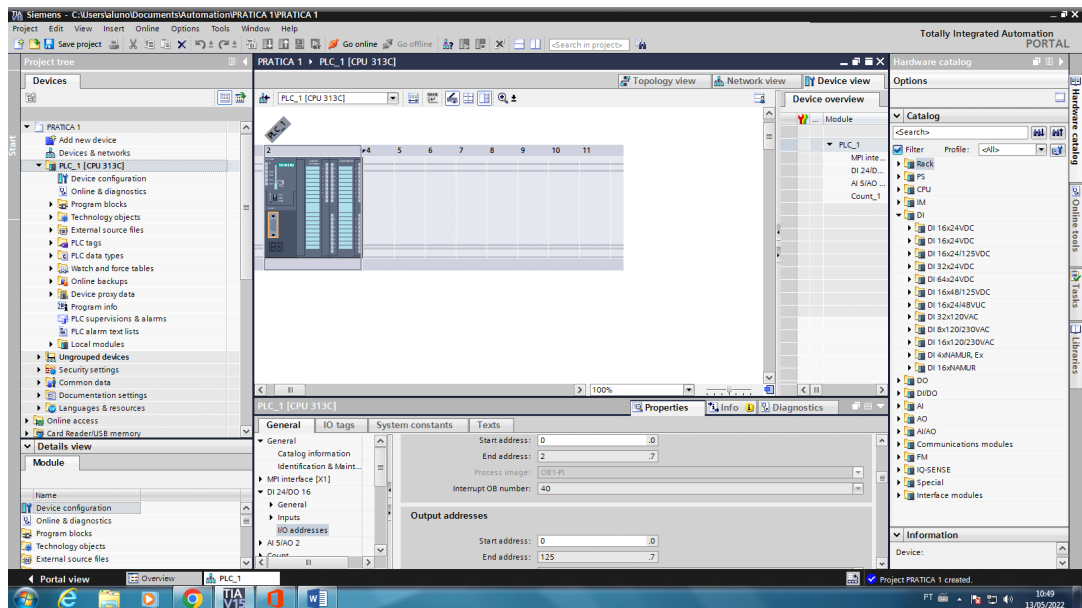 Siemens - C:\Users\aluno\Documents\Automation\PRATICA 1\PRATICA 1
Project Edit View Insert Online Options Tools Window Help
Totally Integrated Automation
PORTAL
Save project Go online Go offline <Search in project>
Project tree
Devices
PRATICA 1
Add new device
Devices & networks
PLC_1 [CPU 313C]
Device configuration
Online & diagnostics
Program blocks
Technology objects
External source files
PLC tags
PLC data types
Watch and force tables
Online backups
Device proxy data
Program info
PLC supervisions & alarms
PLC alarm text lists
Local modules
Ungrouped devices
Security settings
Common data
Documentation settings
Languages & resources
Online access
Card Reader/USB memory
Details view
Module
Name
Device configuration
Online & diagnostics
Program blocks
Technology objects
External source files
Start
PRATICA 1 PLC_1 [CPU 313C]
Topology view Network view Device view
PLC_1 [CPU 313C]
PLC_1
2 4 5 6 7 8 9 10 11
SIEMENS
100%
Device overview
... Module
PLC_1
MPI inte...
DI 24/D...
AI 5/AO ...
Count_1
PLC_1 [CPU 313C]
Properties Info Diagnostics
General IO tags System constants Texts
General
Catalog information
Identification & Maint...
MPI interface [X1]
DI 24/DO 16
General
Inputs
I/O addresses
AI 5/AO 2
Count
Start address: 0 .0
End address: 2 .7
Process image: OB1-PI
Interrupt OB number: 40
Output addresses
Start address: 0 .0
End address: 125 .7
Hardware catalog
Options
Catalog
<Search>
Filter Profile: <All>
Rack
PS
CPU
IM
DI
DI 16x24VDC
DI 16x24VDC
DI 16x24/125VDC
DI 32x24VDC
DI 64x24VDC
DI 16x48/125VDC
DI 16x24/48VUC
DI 32x120VAC
DI 8x120/230VAC
DI 16x120/230VAC
DI 4xNAMUR, Ex
DI 16xNAMUR
DO
DI/DO
AI
AO
AI/AO
Communications modules
FM
IQ-SENSE
Special
Interface modules
Information
Device:
Hardware catalog
Online tools
Tasks
Libraries
Portal view Overview PLC_1
Project PRATICA 1 created.
TIA
V15
PT
10:49
13/05/2022